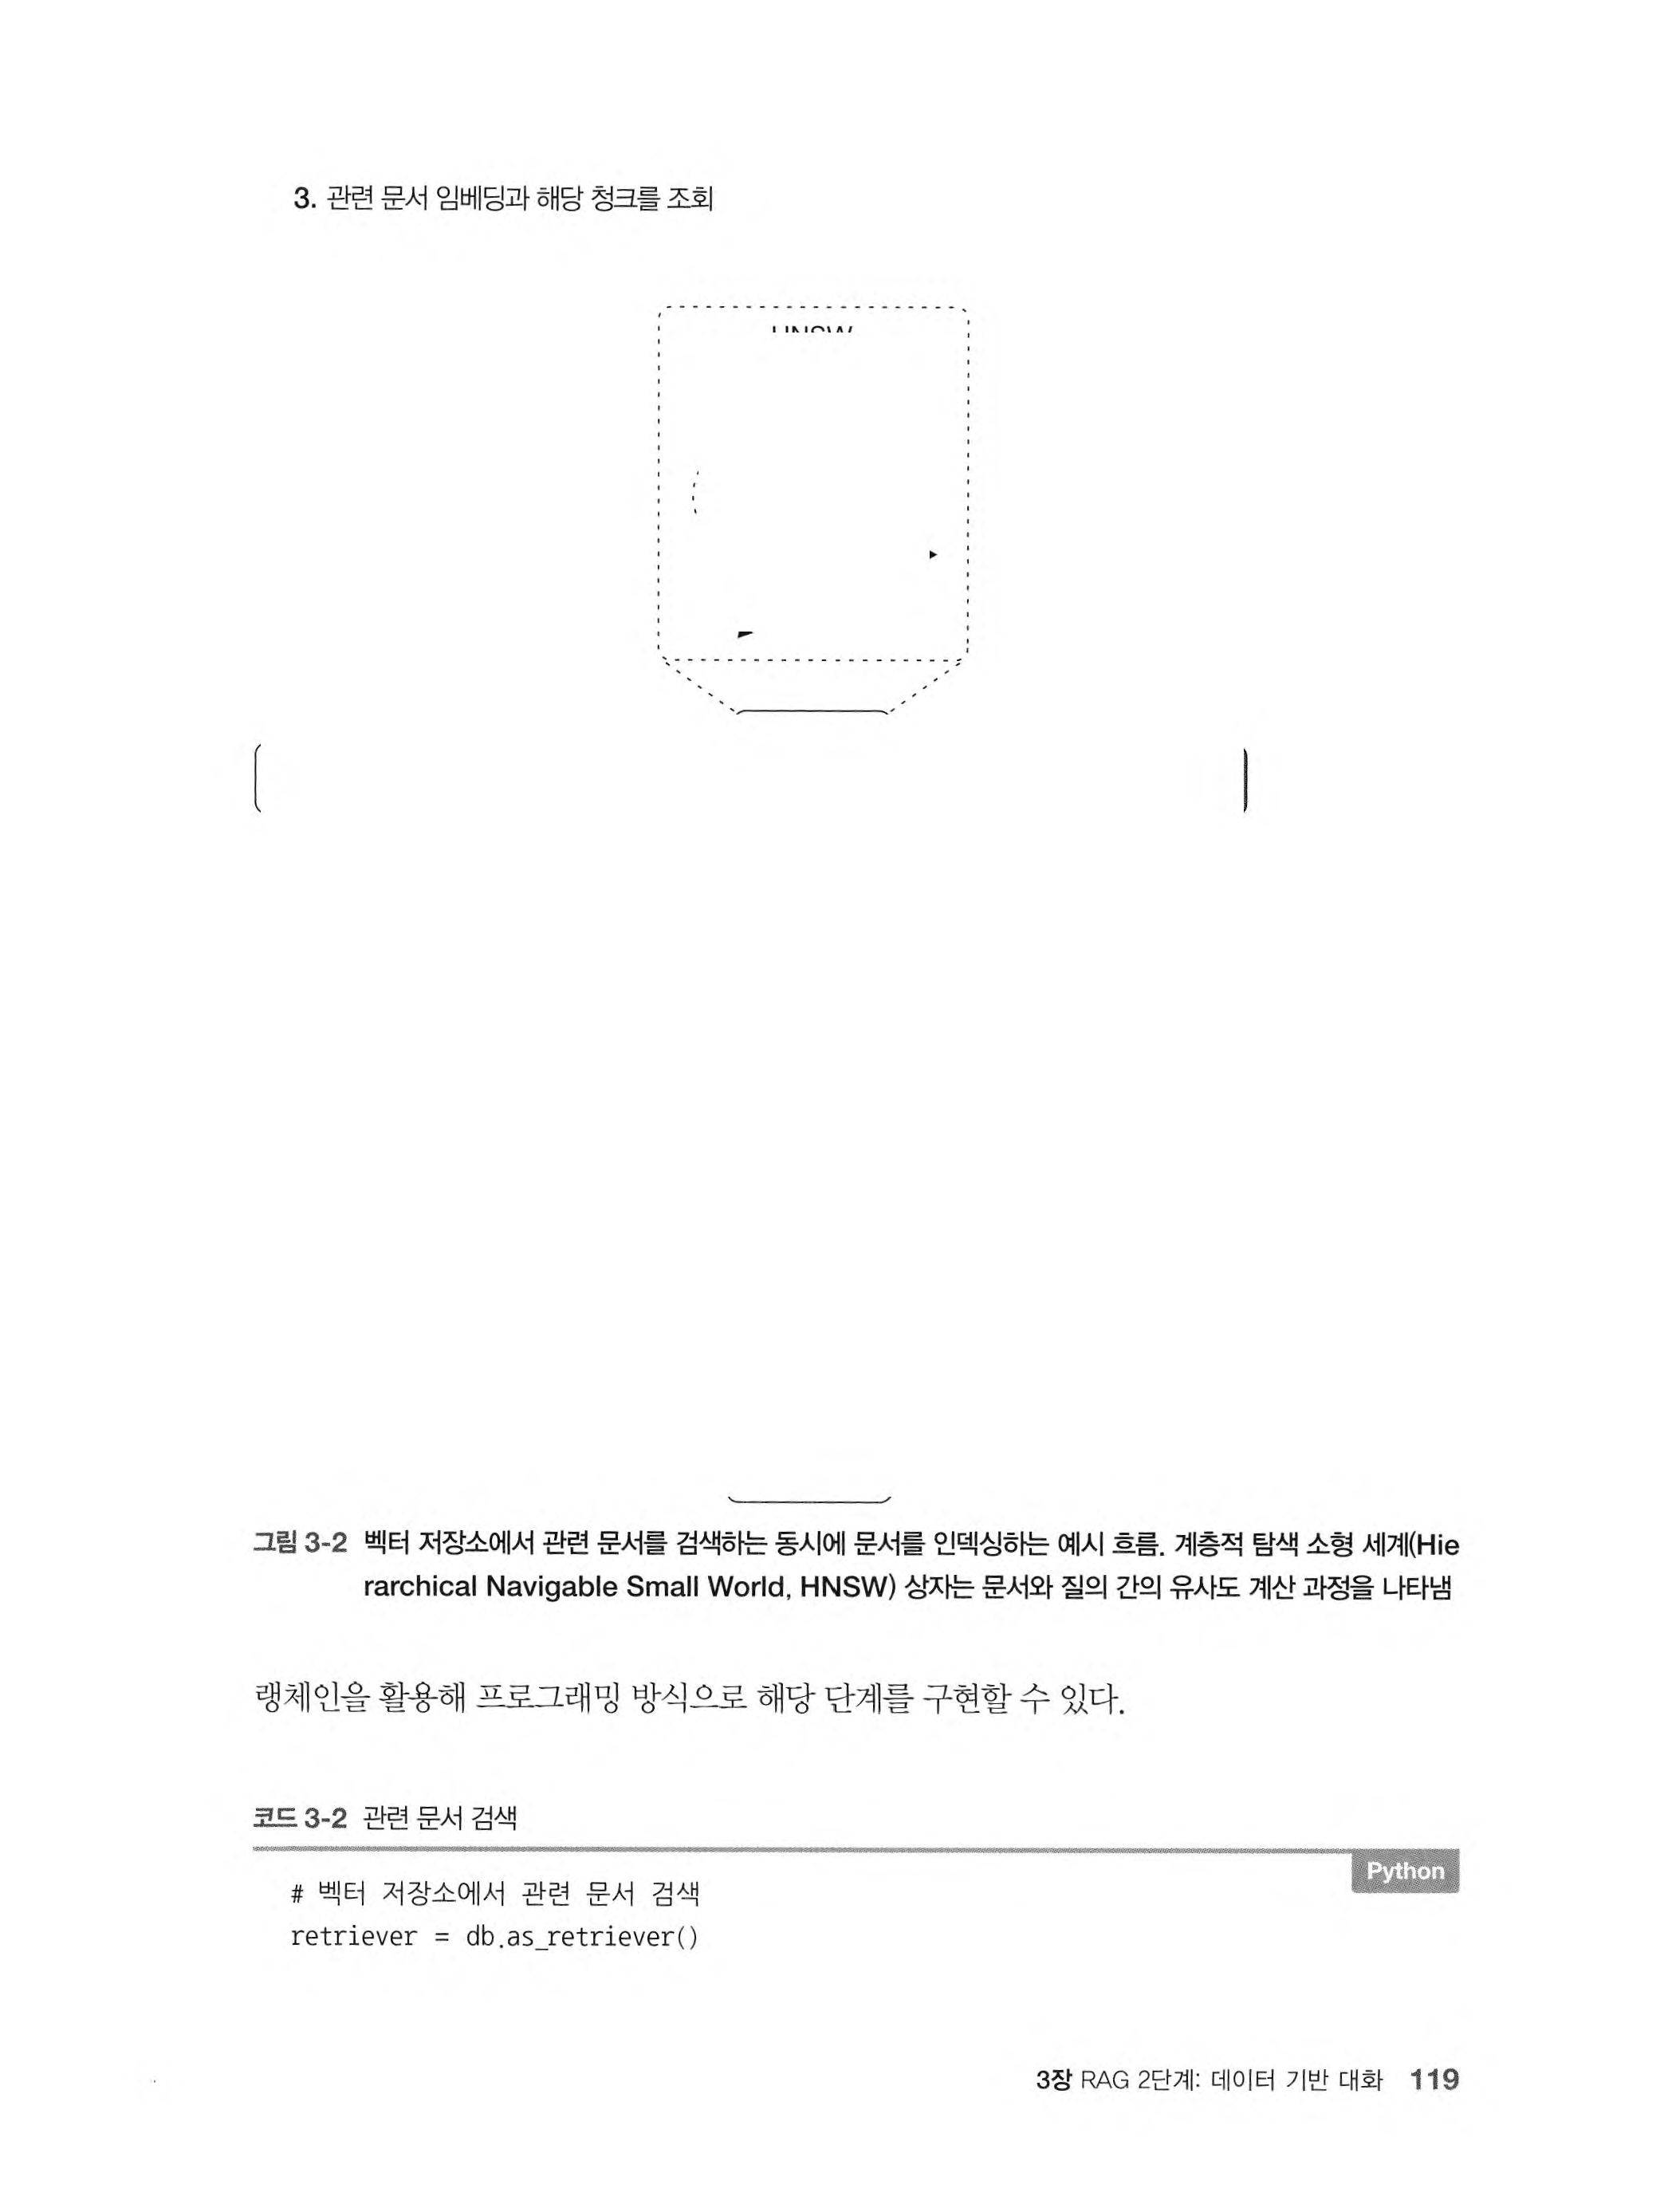 3. 관련 문서 임베딩과 해당 청크를 조회
HNSW
그림 3-2 벡터 저장소에서 관련 문서를 검색하는 동시에 문서를 인덱싱하는 예시 흐름. 계층적 탐색 소형 세계(Hie
rarchical Navigable Small World, HNSW) 상자는 문서와 질의 간의 유사도 계산 과정을 나타냄
랭체인을 활용해 프로그래밍 방식으로 해당 단계를 구현할 수 있다.
코드 3-2 관련 문서 검색
Python
# 벡터 저장소에서 관련 문서 검색
retriever = db.as_retriever()
3장 RAG 2단계: 데이터 기반 대화 119